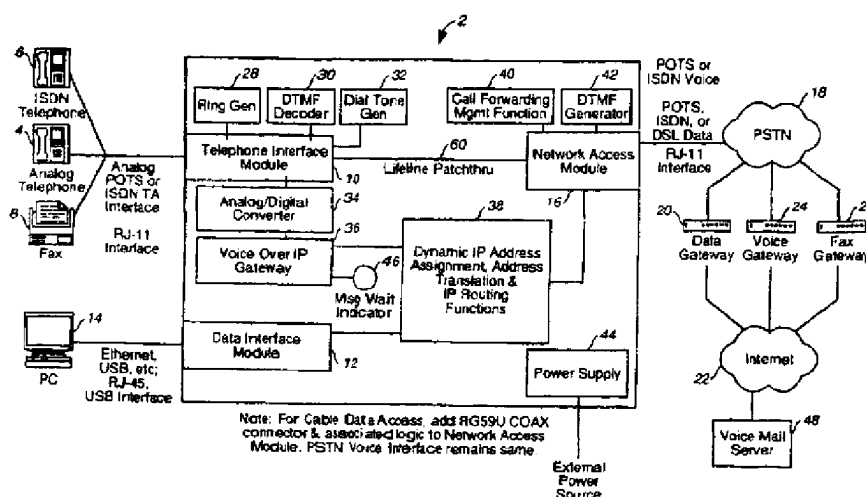 2
6
ISDN
Telephone
4
Analog
Telephone
8
Fax
Analog
POTS or
ISDN TA
Interface
RJ-11
Interface
14
PC
Ethernet,
USB, etc;
RJ-45,
USB Interface
28
Ring Gen
30
DTMF
Decoder
32
Dial Tone
Gen
40
Call Forwarding
Mgmt Function
42
DTMF
Generator
Telephone Interface
Module
10
60
Lifeline Patchthru
Network Access
Module
16
Analog/Digital
Converter
34
36
Voice Over IP
Gateway
46
Msg Wait
Indicator
38
Dynamic IP Address
Assignment, Address
Translation &
IP Routing
Functions
Data Interface
Module
12
44
Power Supply
Note: For Cable Data Access, add RG59U COAX
connector & associated logic to Network Access
Module. PSTN Voice Interface remains same.
External
Power
Source
POTS or
ISDN Voice
POTS,
ISDN, or
DSL Data
RJ-11
Interface
18
PSTN
20
Data
Gateway
24
Voice
Gateway
Fax
Gateway
Internet
22
Voice Mail
Server
48